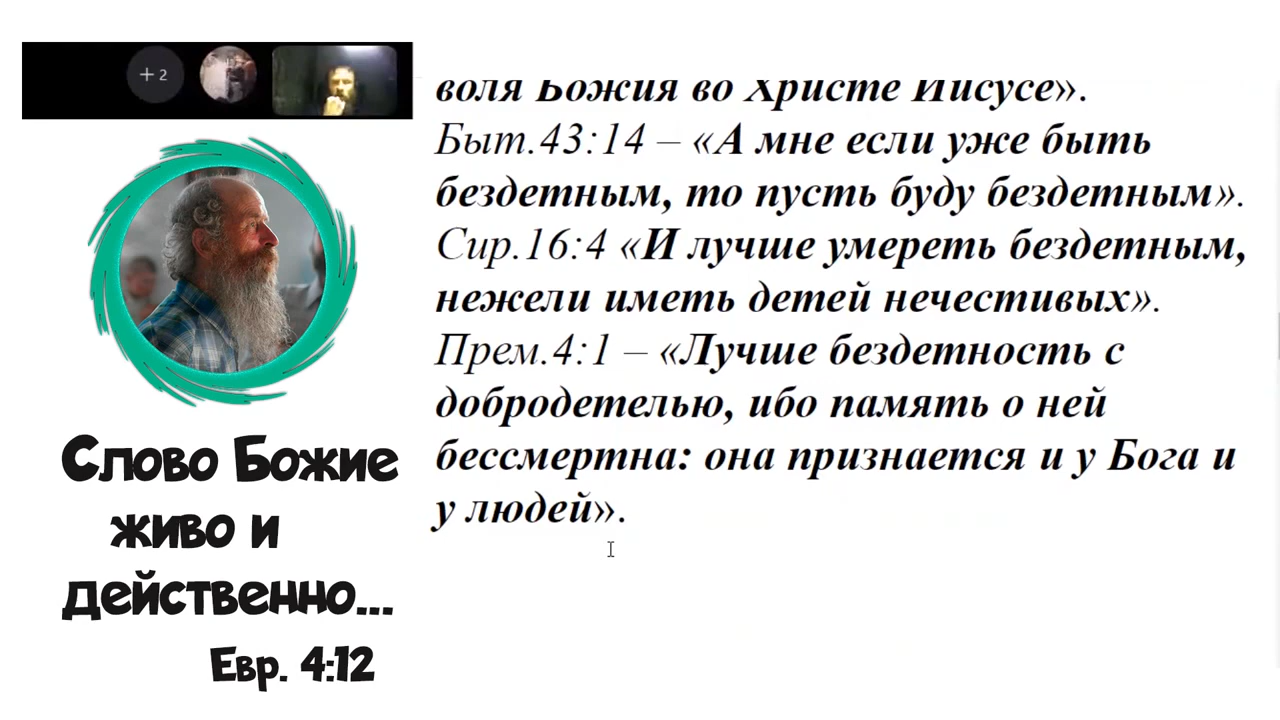 +2
воля Божия во Христе Иисусе».
Быт.43:14 – «А мне если уже быть
бездетным, то пусть буду бездетным».
Сир.16:4 «И лучше умереть бездетным,
нежели иметь детей нечестивых».
Прем.4:1 – «Лучше бездетность с
добродетелью, ибо память о ней
бессмертна: она признается и у Бога и
у людей».
Слово Божие
живо и
действенно...
Евр. 4:12